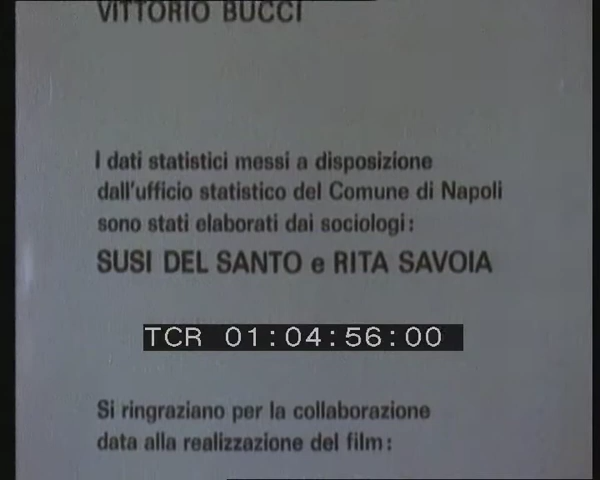 VITTORIO BUCCI
I dati statistici messi a disposizione
dall'ufficio statistico del Comune di Napoli
sono stati elaborati dai sociologi:
SUSI DEL SANTO e RITA SAVOIA
TCR 01:04:56:00
Si ringraziano per la collaborazione
data alla realizzazione del film: